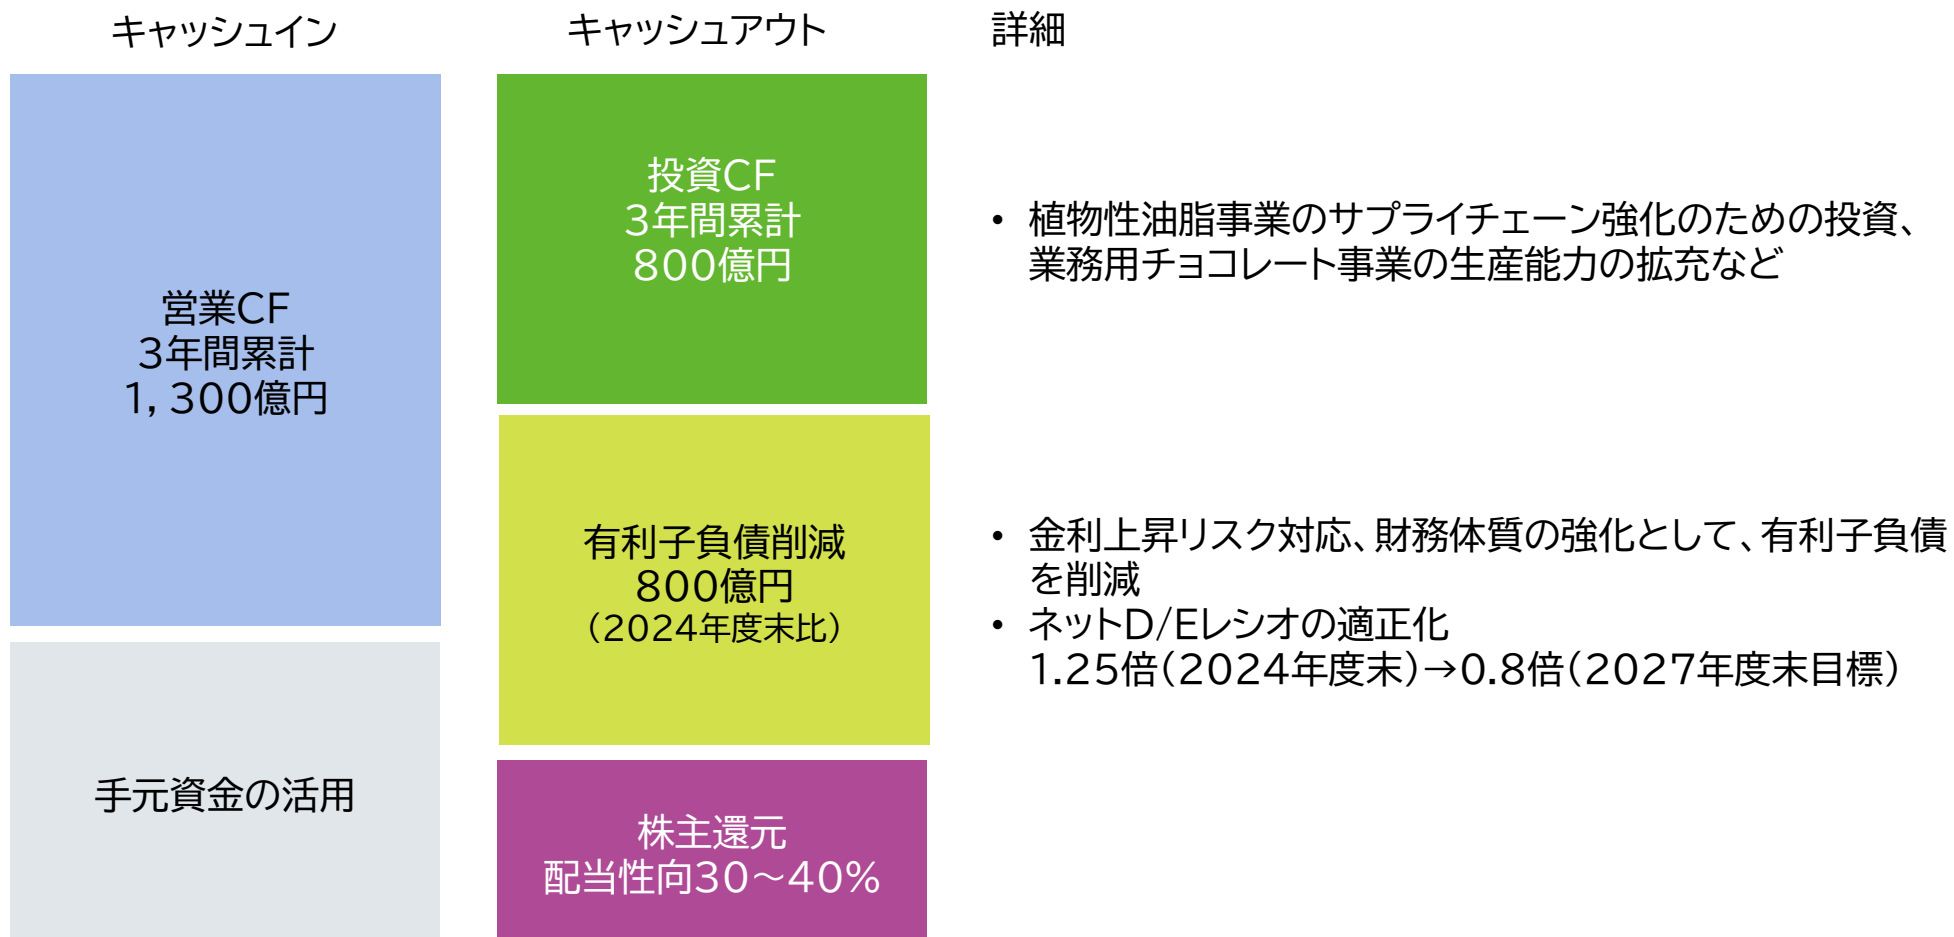 キャッシュイン
キャッシュアウト
詳細
営業CF
3年間累計
1,300億円
手元資金の活用
投資CF
3年間累計
800億円
有利子負債削減
800億円
(2024年度末比)
株主還元
配当性向30~40%
• 植物性油脂事業のサプライチェーン強化のための投資、
業務用チョコレート事業の生産能力の拡充など
• 金利上昇リスク対応、財務体質の強化として、有利子負債
を削減
• ネットD/Eレシオの適正化
1.25倍(2024年度末)→0.8倍(2027年度末目標)